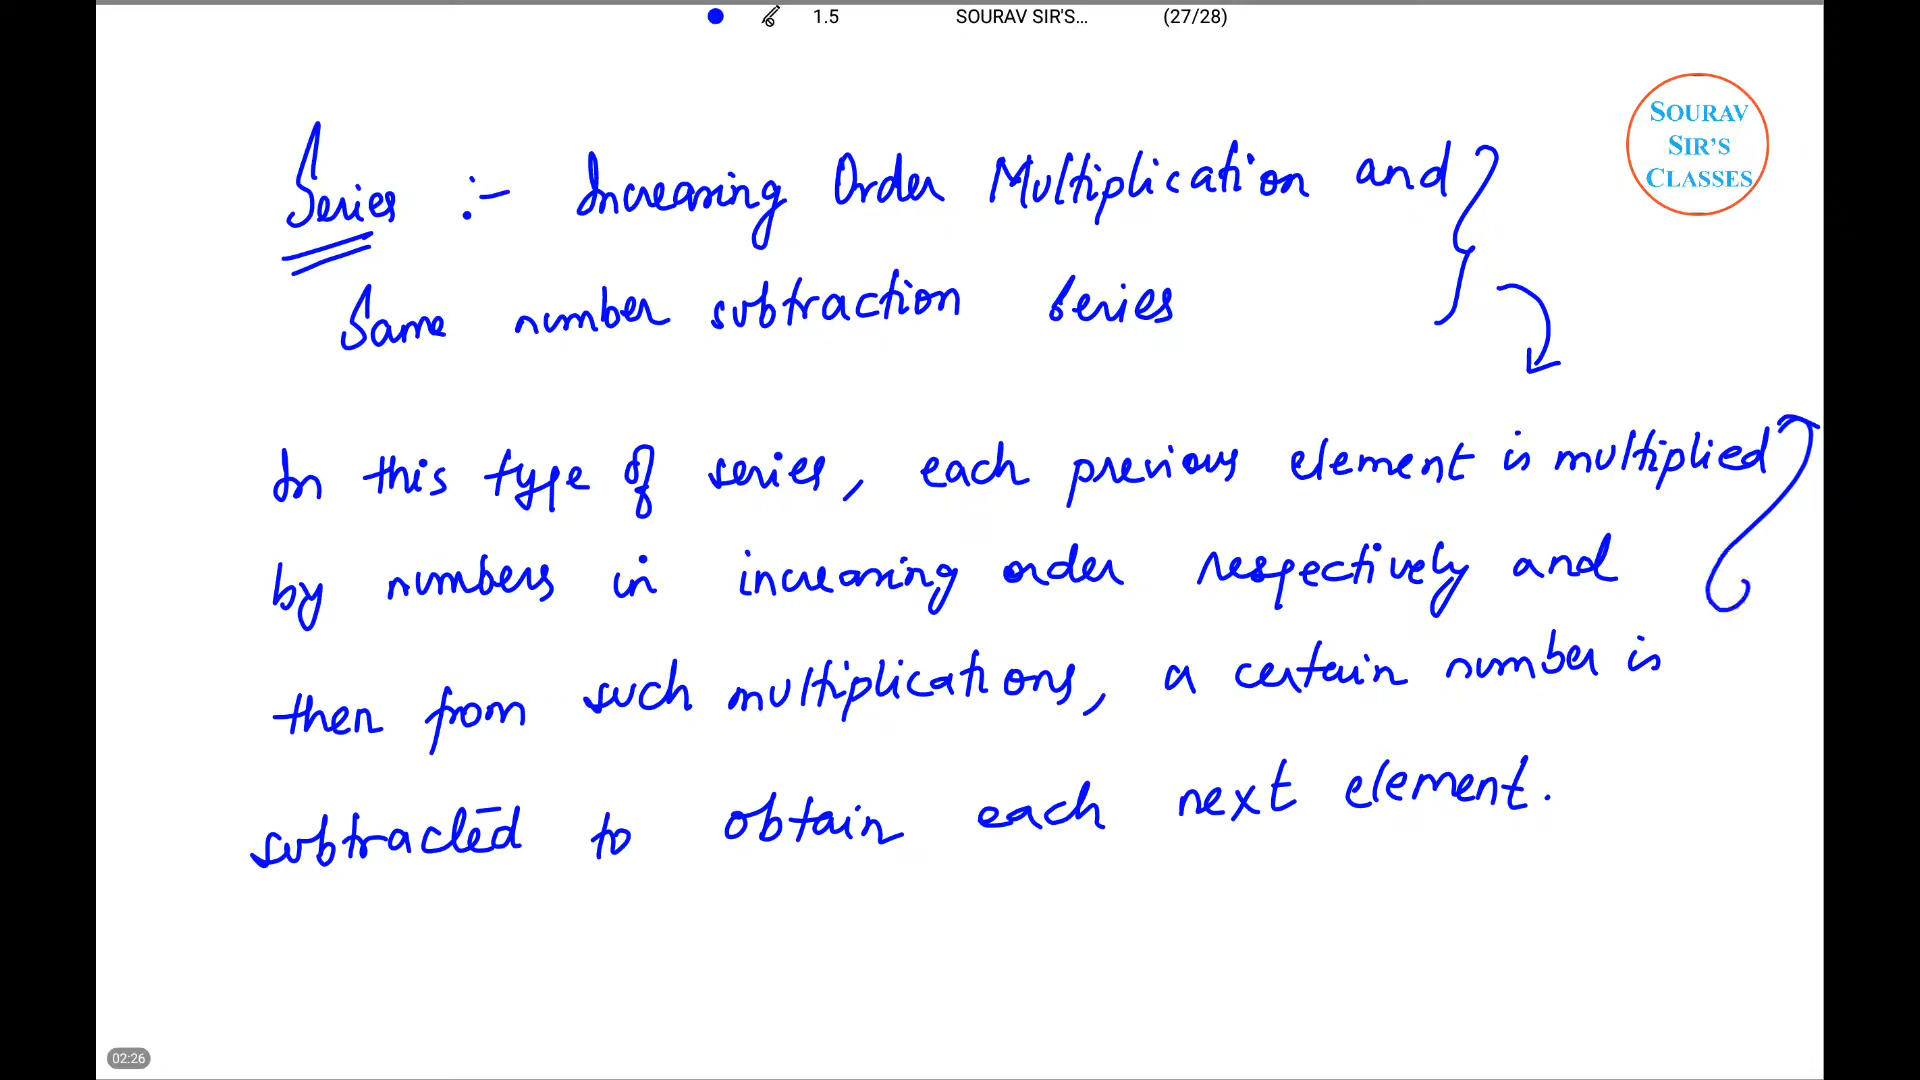 1.5 SOURAV SIR'S... (27/28)
SOURAV
SIR'S
CLASSES
Series :- Increasing Order Multiplication and
Same number subtraction series
In this type of series, each previous element is multiplied
by numbers in increasing order respectively and
then from such multiplications, a certain number is
subtracted to obtain each next element.
02:26